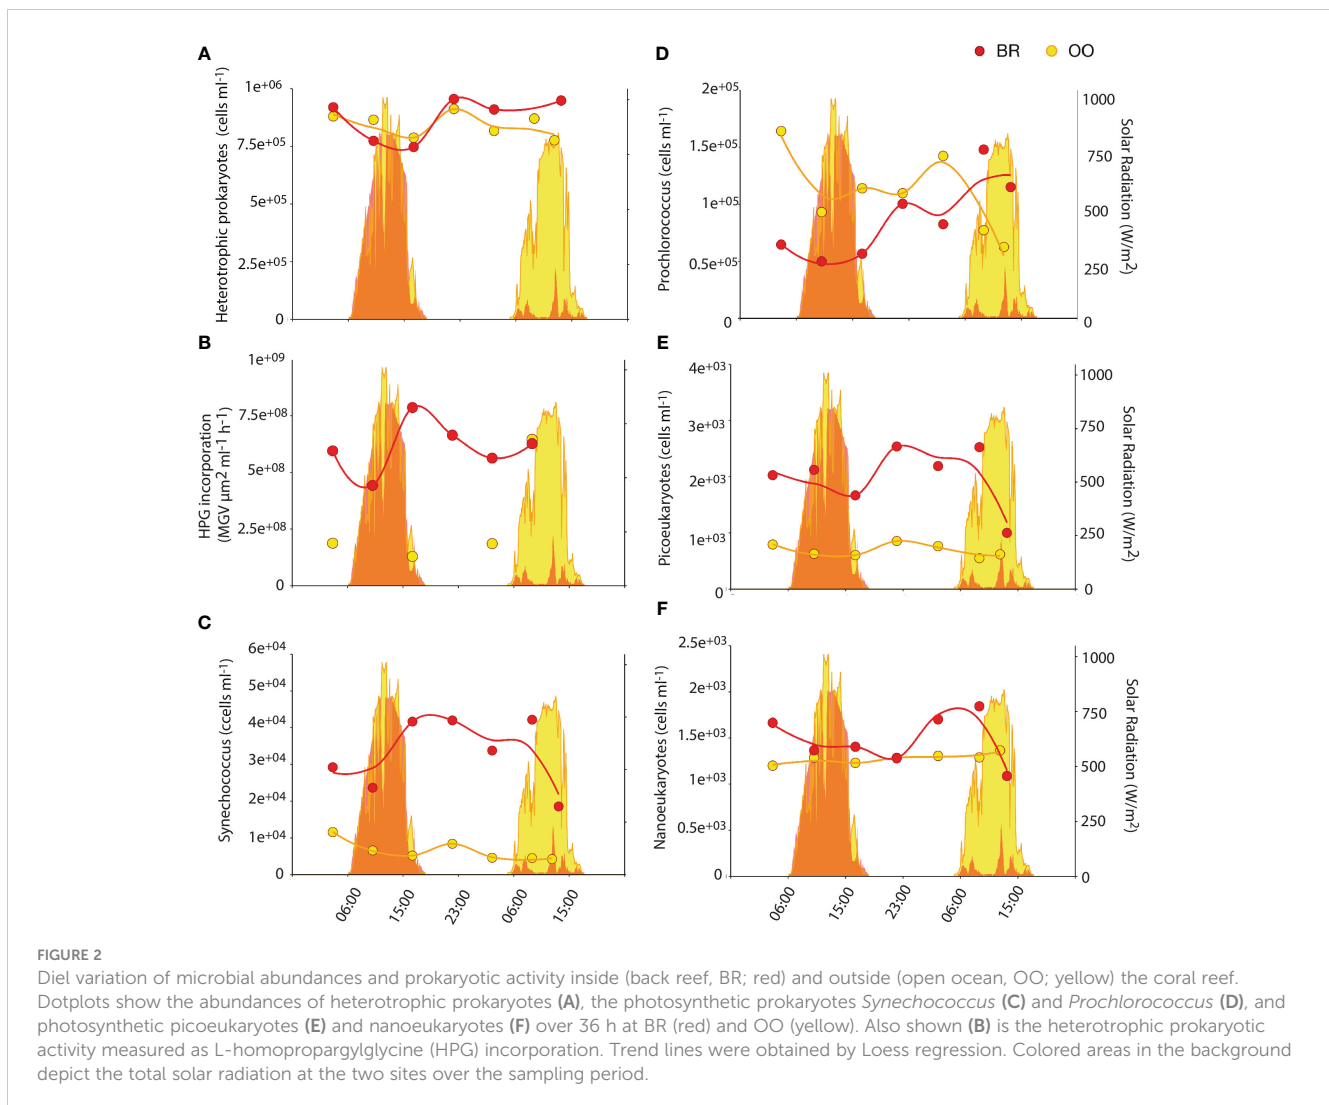 A
Heterotrophic prokaryotes (cells ml-1)
1e+06
7.5e+05
5e+05
2.5e+05
0
D
BR
OO
Prochlorococcus (cells ml-1)
2e+05
1.5e+05
1e+05
0.5e+05
0
1000
750
500
250
0
Solar Radiation (W/m2)
B
HPG incorporation
(MGV µm-2 ml-1 h-1)
1e+09
7.5e+08
5e+08
2.5e+08
0
E
Picoeukaryotes (cells ml-1)
4e+03
3e+03
2e+03
1e+03
0
1000
750
500
250
0
Solar Radiation (W/m2)
C
Synechococcus (ccells ml-1)
6e+04
5e+04
4e+04
3e+04
2e+04
1e+04
0
06:00
15:00
23:00
06:00
15:00
F
Nanoeukaryotes (cells ml-1)
2.5e+03
2e+03
1.5e+03
1e+03
0.5e+03
0
1000
750
500
250
0
Solar Radiation (W/m2)
06:00
15:00
23:00
06:00
15:00
FIGURE 2
Diel variation of microbial abundances and prokaryotic activity inside (back reef, BR; red) and outside (open ocean, OO; yellow) the coral reef.
Dotplots show the abundances of heterotrophic prokaryotes (A), the photosynthetic prokaryotes Synechococcus (C) and Prochlorococcus (D), and
photosynthetic picoeukaryotes (E) and nanoeukaryotes (F) over 36 h at BR (red) and OO (yellow). Also shown (B) is the heterotrophic prokaryotic
activity measured as L-homopropargylglycine (HPG) incorporation. Trend lines were obtained by Loess regression. Colored areas in the background
depict the total solar radiation at the two sites over the sampling period.